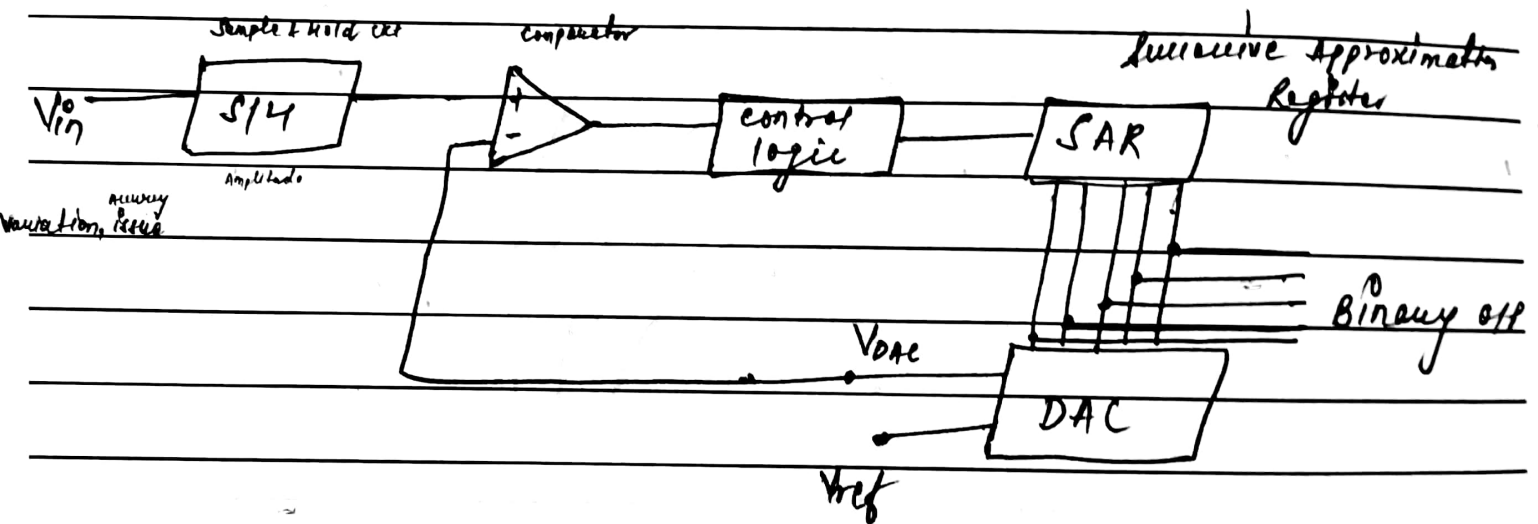 Sample & Hold ckt
Comparator
Successive Approximation
Register
Vin
S/H
+
-
control
logic
SAR
Amplitude
Accuracy
Variation, issue
Binary o/p
VDAC
DAC
Vref